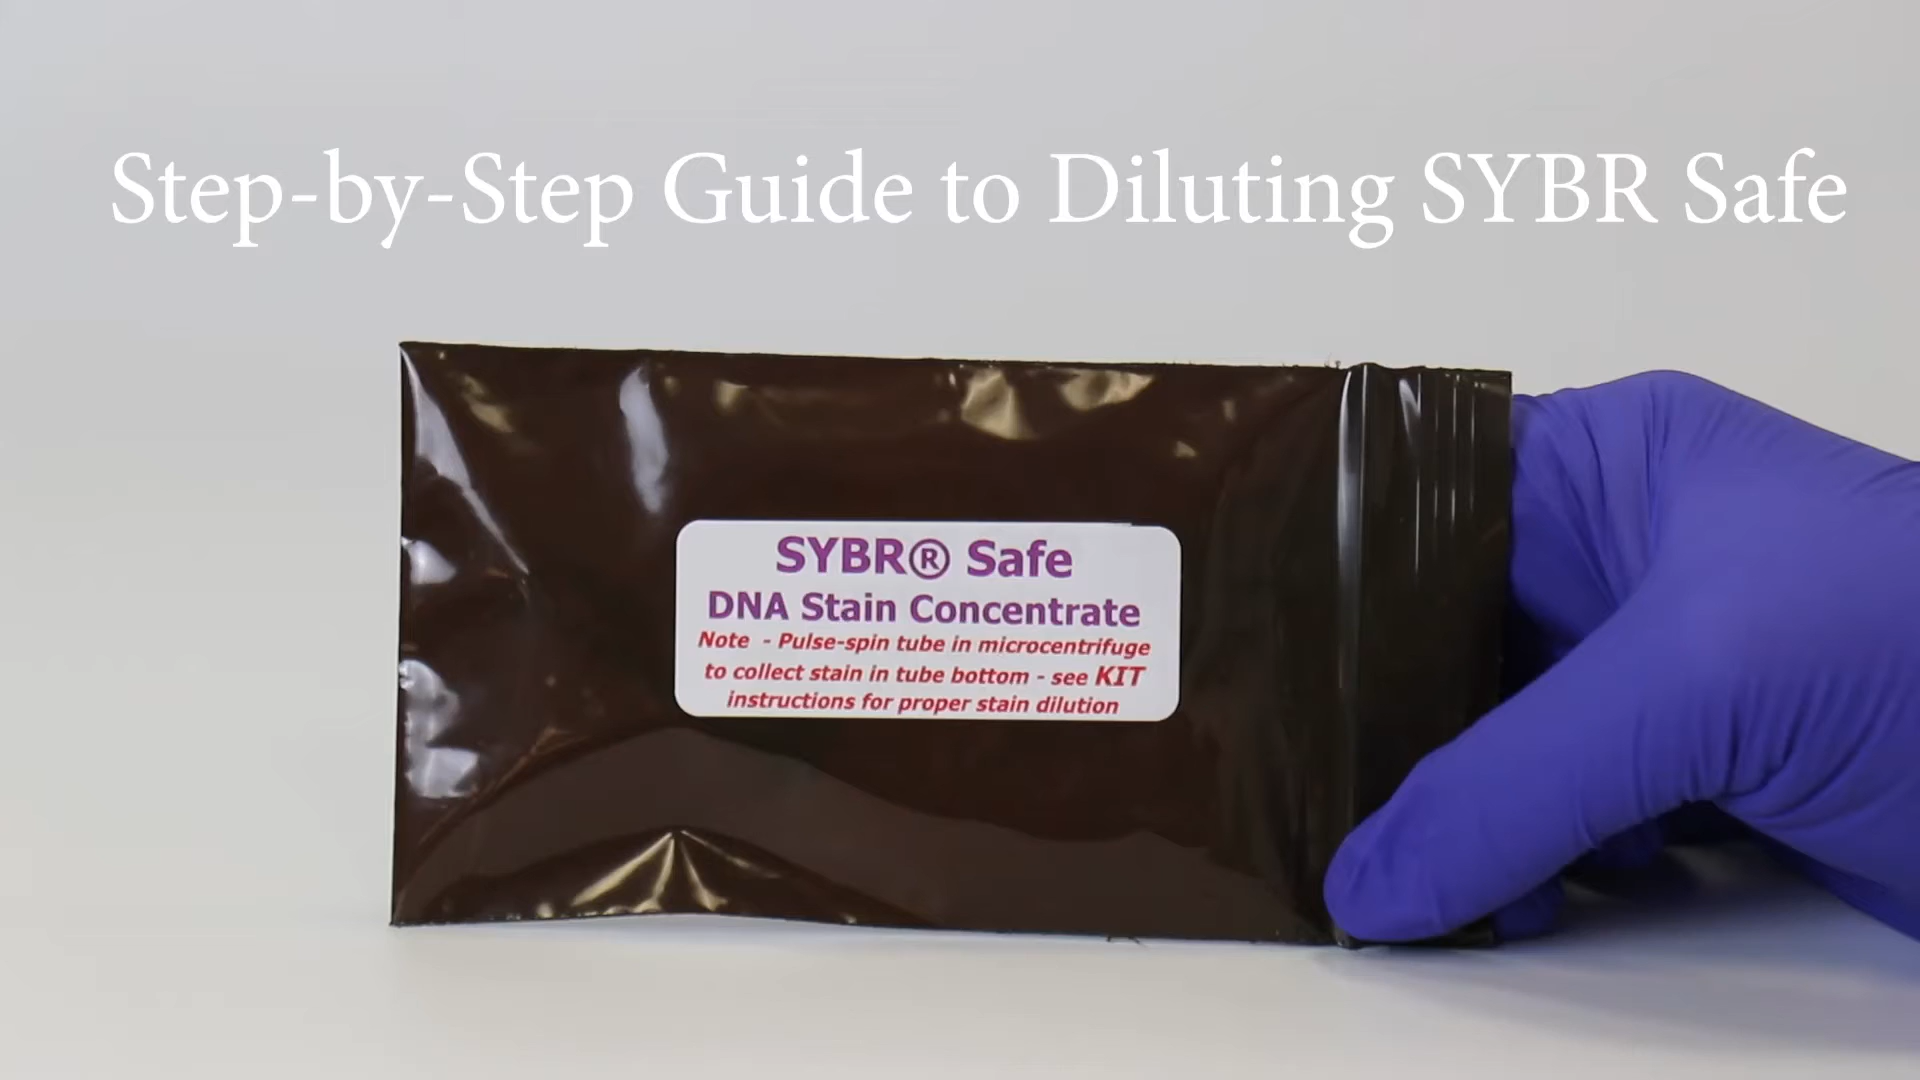 Step-by-Step Guide to Diluting SYBR Safe
SYBR® Safe
DNA Stain Concentrate
Note - Pulse-spin tube in microcentrifuge
to collect stain in tube bottom - see KIT
instructions for proper stain dilution